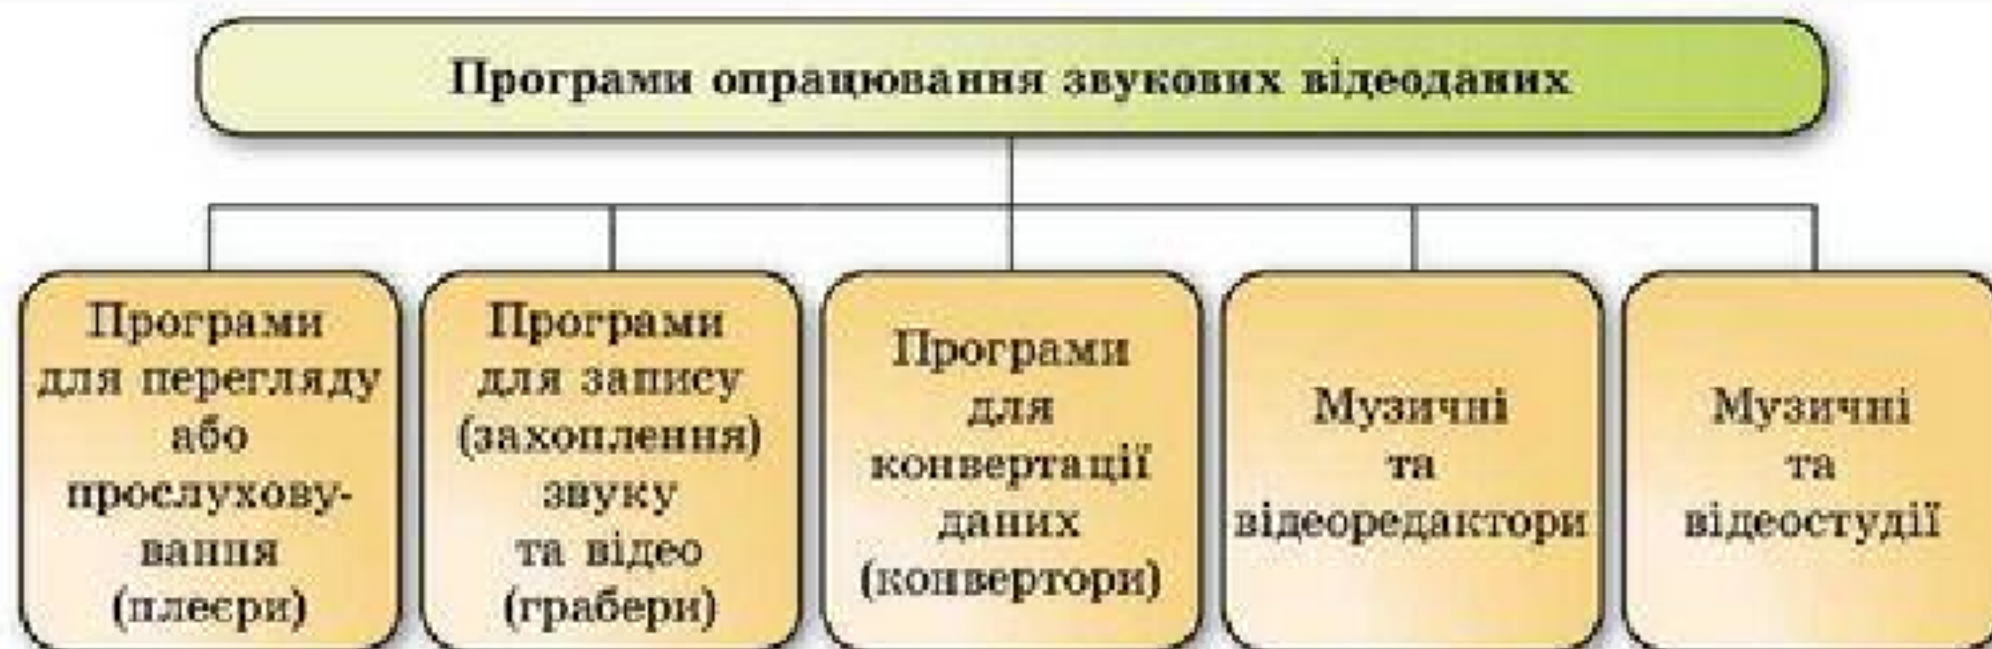 Програми опрацювання звукових відеоданих
Програми
для перегляду
або
прослухову-
вання
(плеєри)
Програми
для запису
(захоплення)
звуку
та відео
(грабери)
Програми
для
конвертації
даних
(конвертори)
Музичні
та
відеоредактори
Музичні
та
відеостудії